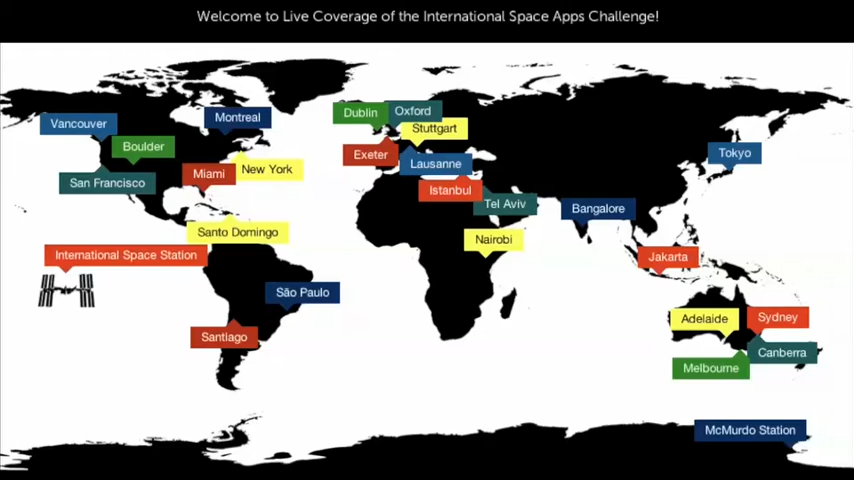 Welcome to Live Coverage of the International Space Apps Challenge!
Dublin
Oxford
Vancouver
Montreal
Stuttgart
Boulder
Exeter
Tokyo
Lausanne
New York
Miami
San Francisco
Istanbul
Tel Aviv
Bangalore
Santo Domingo
Nairobi
International Space Station
Jakarta
São Paulo
Adelaide
Sydney
Santiago
Canberra
Melbourne
McMurdo Station